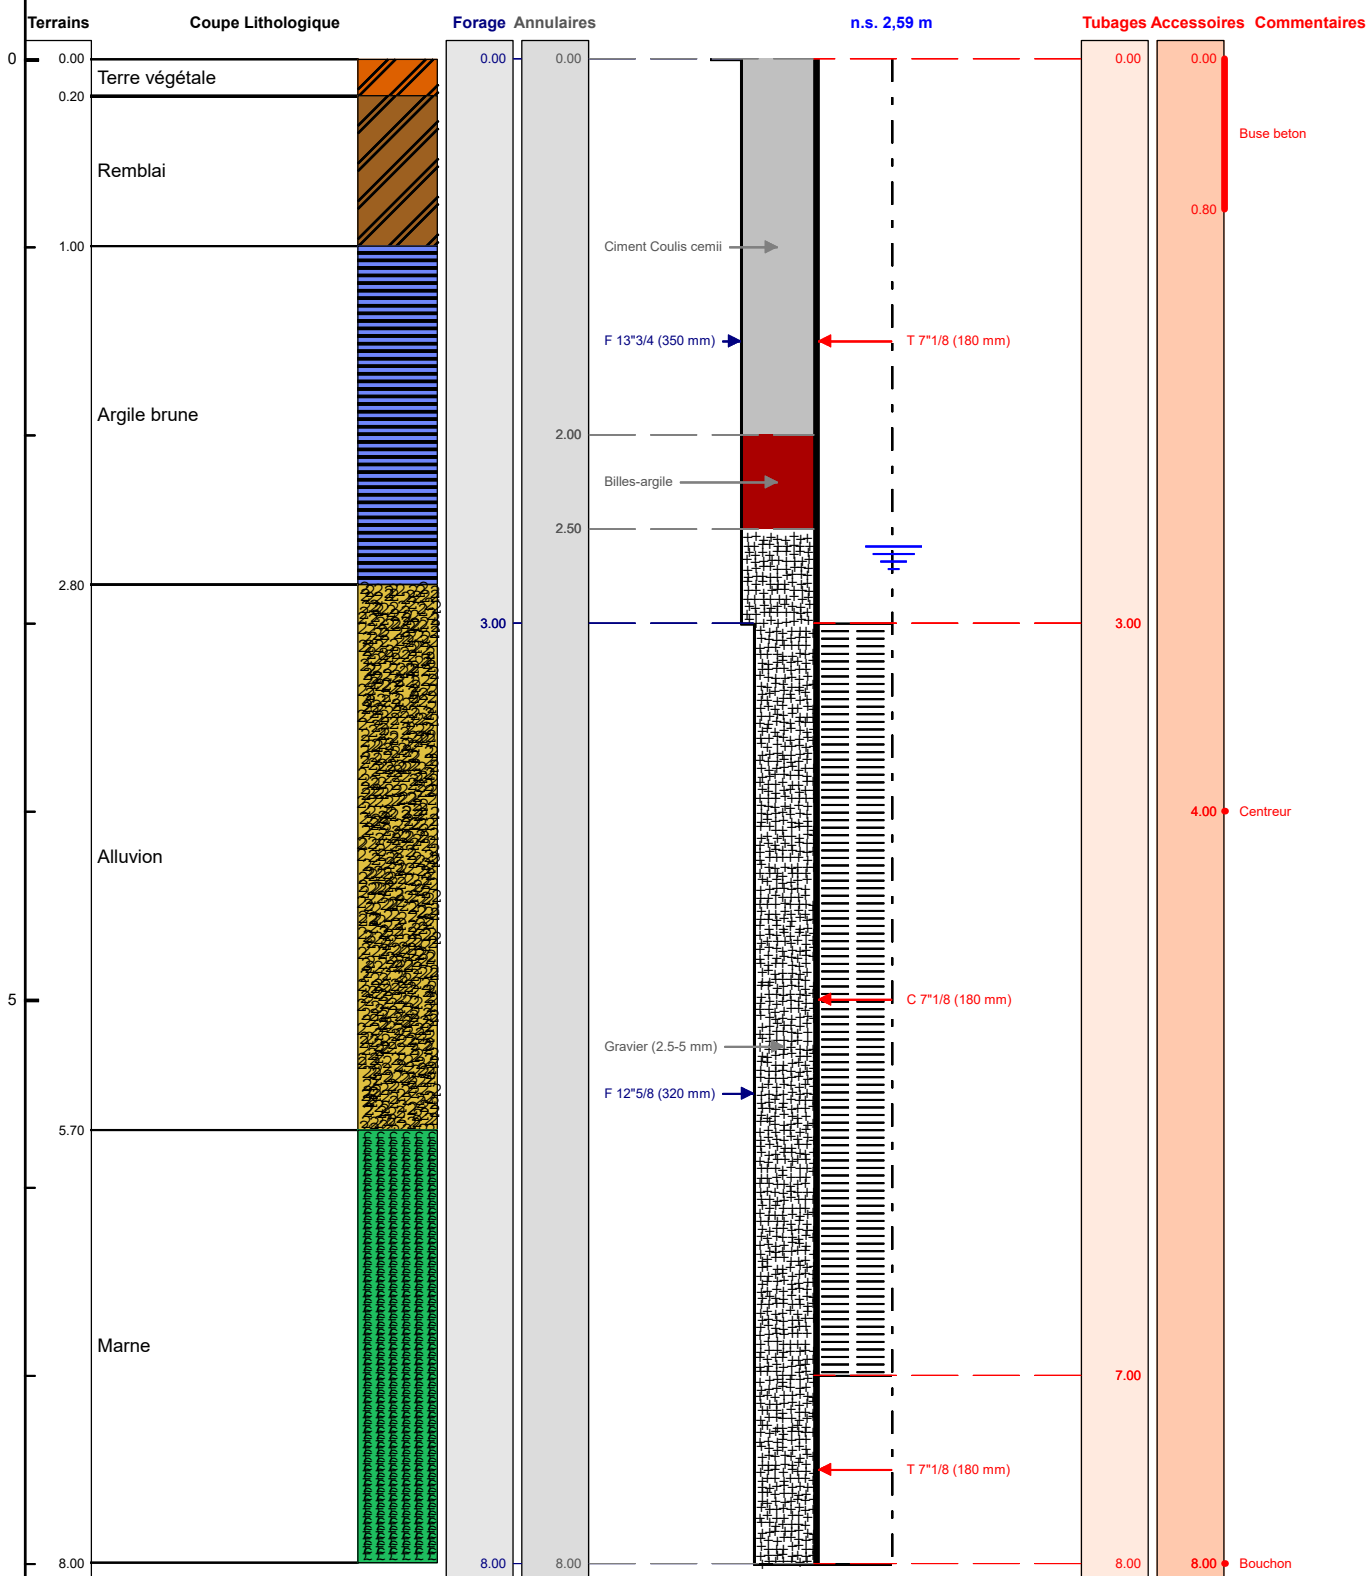 Terrains Coupe Lithologique Forage Annulaires n.s. 2,59 m Tubages Accessoires Commentaires
0 0.00 0.00 0.00 0.00 0.00
Terre végétale
0.20
Buse beton
Remblai
0.80
1.00 Ciment Coulis cemii
F 13"3/4 (350 mm) T 7"1/8 (180 mm)
Argile brune
2.00
Billes-argile
2.50
2.80
3.00 3.00
4.00 Centreur
Alluvion
5 C 7"1/8 (180 mm)
Gravier (2.5-5 mm)
F 12"5/8 (320 mm)
5.70
Marne
7.00
T 7"1/8 (180 mm)
8.00 8.00 8.00 8.00 8.00 Bouchon